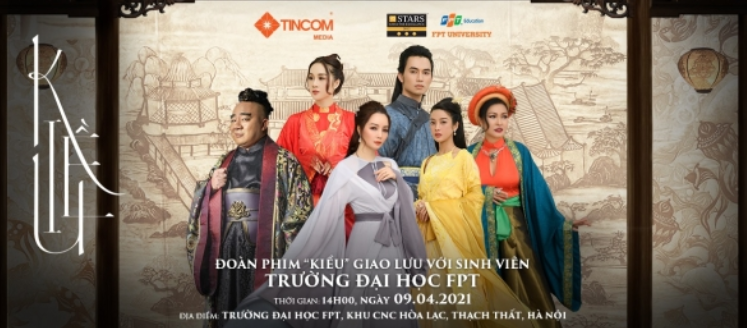 TINCOM
MEDIA
STARS
FPT Education
FPT UNIVERSITY
KIỀU
ĐOÀN PHIM “KIỀU” GIAO LƯU VỚI SINH VIÊN
TRƯỜNG ĐẠI HỌC FPT
THỜI GIAN: 14H00, NGÀY 09.04.2021
ĐỊA ĐIỂM: TRƯỜNG ĐẠI HỌC FPT, KHU CNC HÒA LẠC, THẠCH THẤT, HÀ NỘI